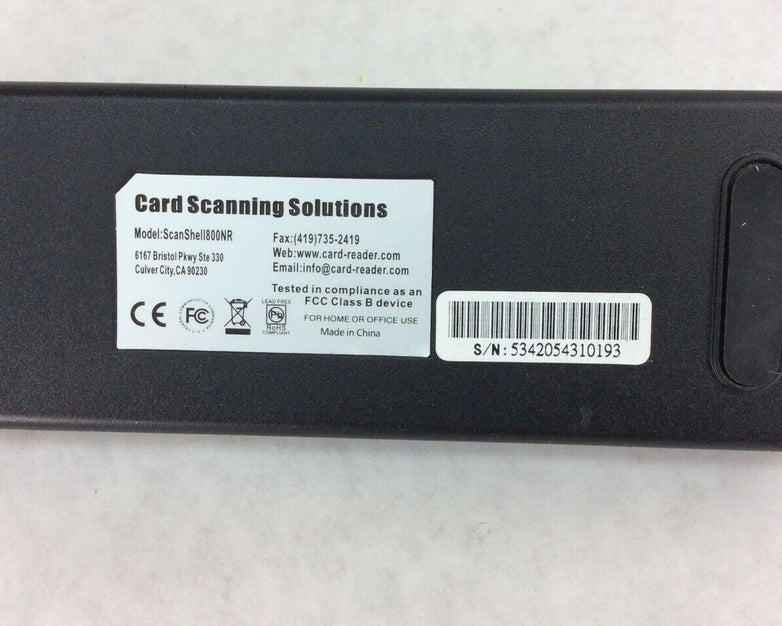 Card Scanning Solutions
Model:ScanShell800NR
6167 Bristol Pkwy Ste 330
Culver City,CA 90230
Fax:(419)735-2419
Web:www.card-reader.com
Email:info@card-reader.com
Tested in compliance as an
FCC Class B device
FOR HOME OR OFFICE USE
Made in China
CE
FC
LEAD FREE
Pb
RoHS
COMPLIANT
S/N: 5342054310193